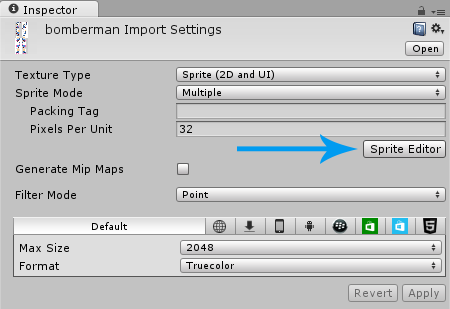 Inspector
bomberman Import Settings
Open
Texture Type Sprite (2D and UI)
Sprite Mode Multiple
Packing Tag
Pixels Per Unit 32
Sprite Editor
Generate Mip Maps
Filter Mode Point
Default
Max Size 2048
Format Truecolor
Revert Apply